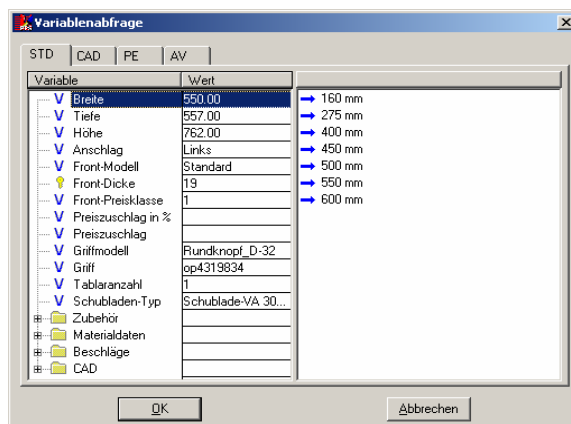 Variablenabfrage
STD CAD PE AV
Variable Wert
V Breite 550.00
V Tiefe 557.00
V Höhe 762.00
V Anschlag Links
V Front-Modell Standard
Front-Dicke 19
V Front-Preisklasse 1
V Preiszuschlag in %
V Preiszuschlag
V Griffmodell Rundknopf_D-32
V Griff op4319834
V Tablaranzahl 1
V Schubladen-Typ Schublade-VA 30...
Zubehör
Materialdaten
Beschläge
CAD
160 mm
275 mm
400 mm
450 mm
500 mm
550 mm
600 mm
OK Abbrechen